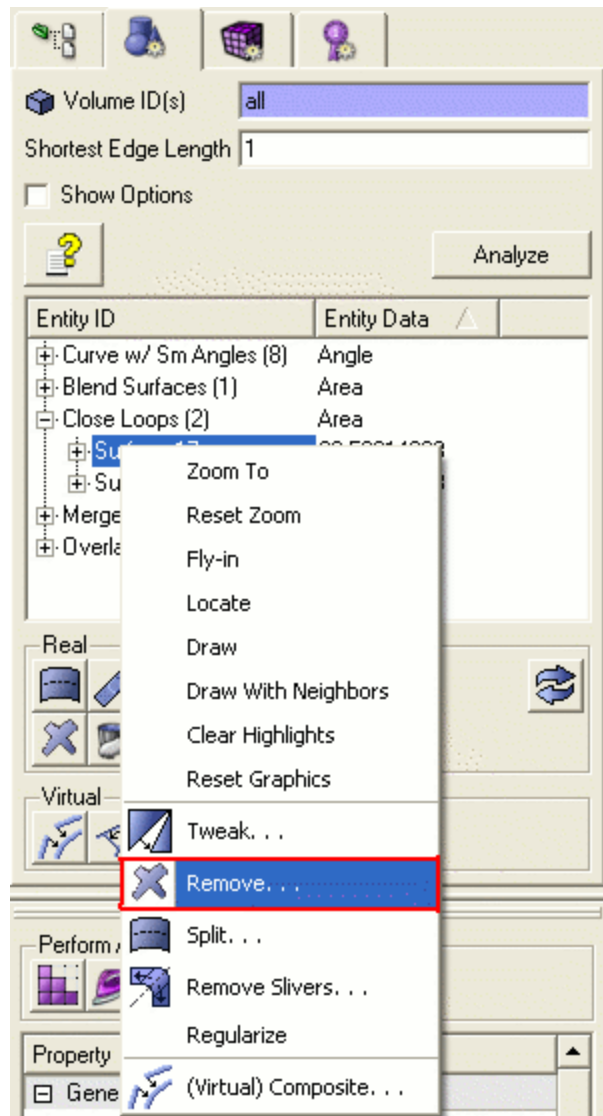 Volume ID(s) all
Shortest Edge Length 1
Show Options
Analyze
Entity ID Entity Data
Curve w/ Sm Angles (8) Angle
Blend Surfaces (1) Area
Close Loops (2) Area
Zoom To
Reset Zoom
Fly-in
Locate
Real
Draw
Draw With Neighbors
Clear Highlights
Reset Graphics
Virtual
Tweak. . .
Remove. . .
Perform
Split. . .
Remove Slivers. . .
Regularize
Property
(Virtual) Composite. . .